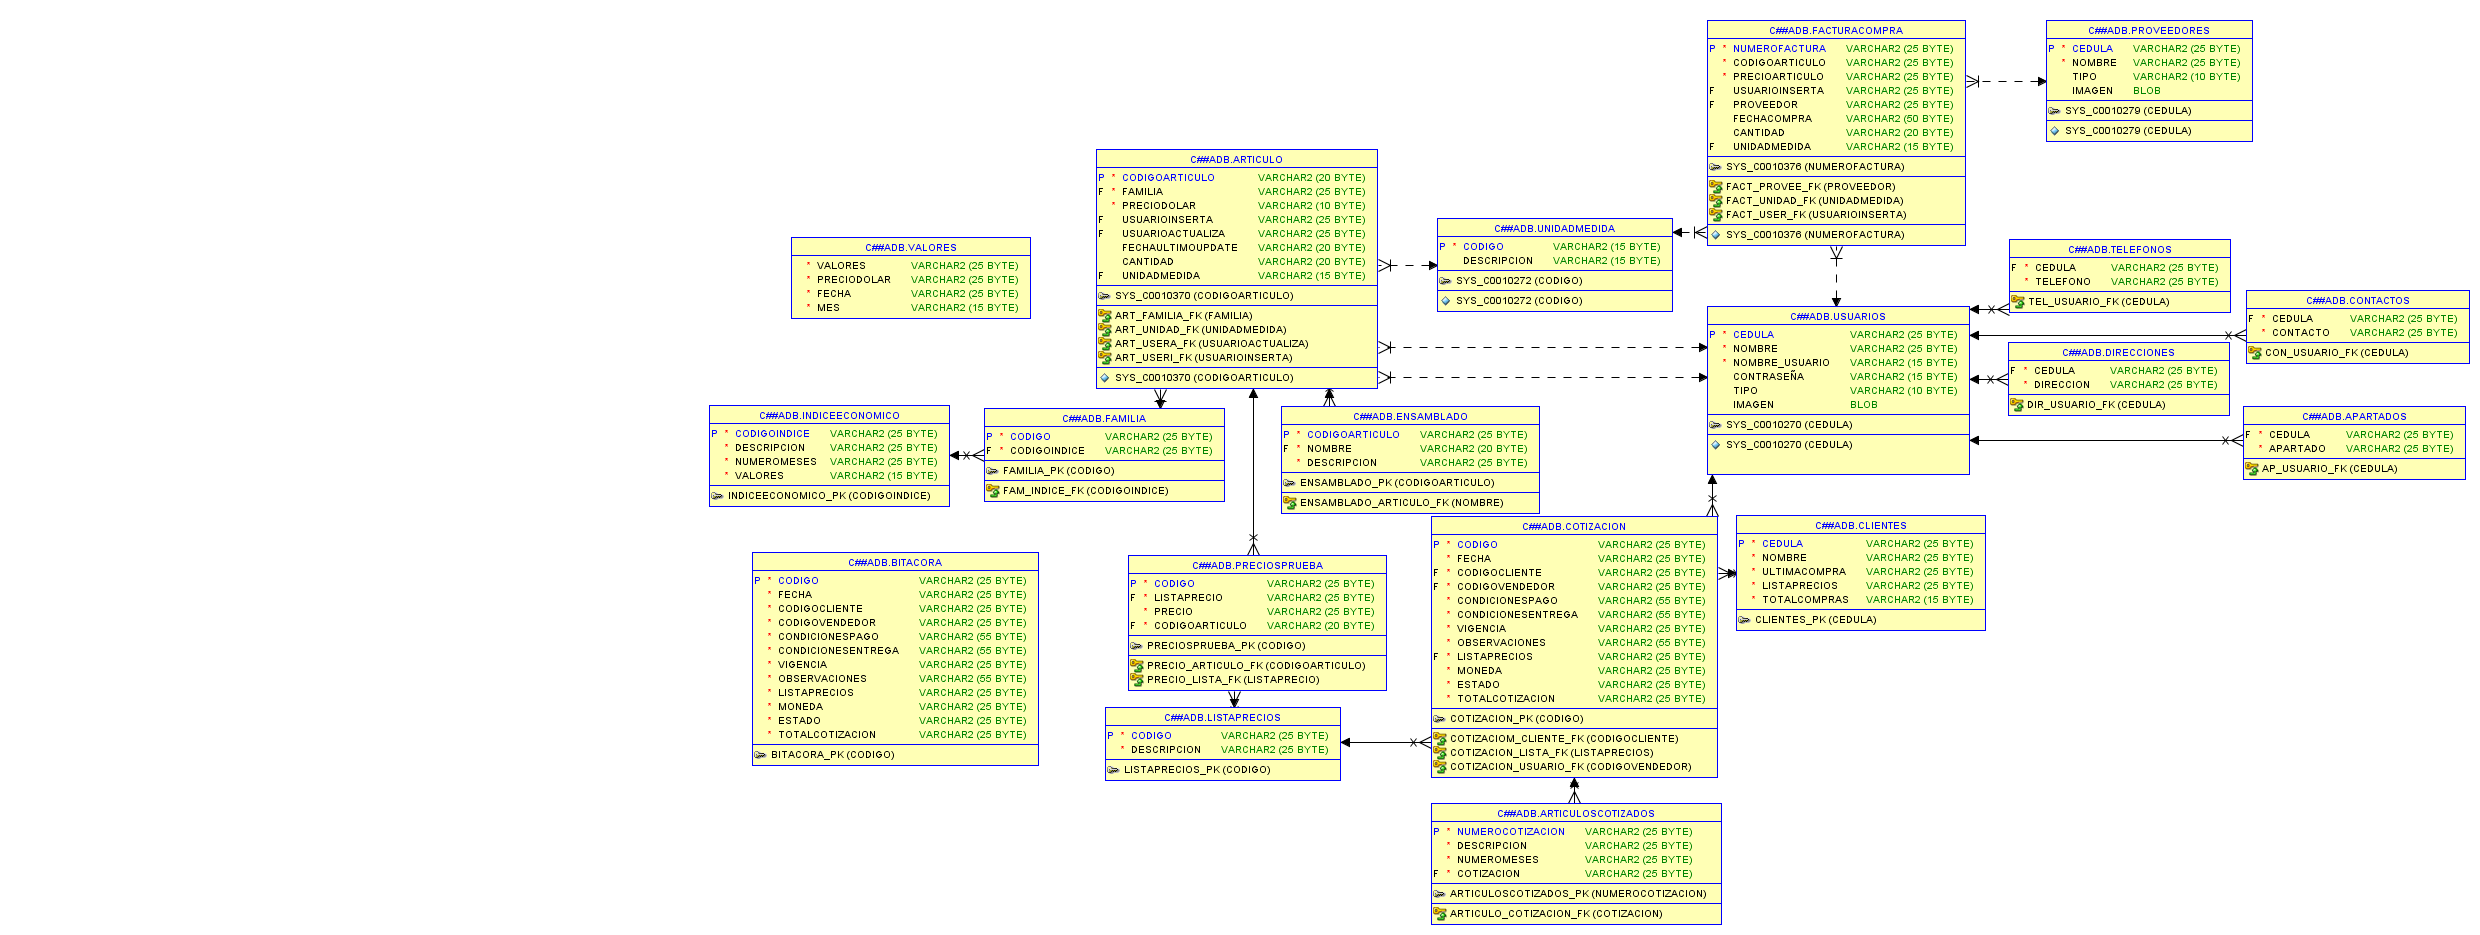 C##ADB.FACTURACOMPRA
P * NUMEROFACTURA VARCHAR2 (25 BYTE)
* CODIGOARTICULO VARCHAR2 (25 BYTE)
* PRECIOARTICULO VARCHAR2 (25 BYTE)
F USUARIOINSERTA VARCHAR2 (25 BYTE)
F PROVEEDOR VARCHAR2 (25 BYTE)
FECHACOMPRA VARCHAR2 (50 BYTE)
CANTIDAD VARCHAR2 (20 BYTE)
F UNIDADMEDIDA VARCHAR2 (15 BYTE)
SYS_C0010376 (NUMEROFACTURA)
FACT_PROVEE_FK (PROVEEDOR)
FACT_UNIDAD_FK (UNIDADMEDIDA)
FACT_USER_FK (USUARIOINSERTA)
SYS_C0010376 (NUMEROFACTURA)
C##ADB.PROVEEDORES
P * CEDULA VARCHAR2 (25 BYTE)
* NOMBRE VARCHAR2 (25 BYTE)
TIPO VARCHAR2 (10 BYTE)
IMAGEN BLOB
SYS_C0010279 (CEDULA)
SYS_C0010279 (CEDULA)
C##ADB.ARTICULO
P * CODIGOARTICULO VARCHAR2 (20 BYTE)
F * FAMILIA VARCHAR2 (25 BYTE)
* PRECIODOLAR VARCHAR2 (10 BYTE)
F USUARIOINSERTA VARCHAR2 (25 BYTE)
F USUARIOACTUALIZA VARCHAR2 (25 BYTE)
FECHAULTIMOUPDATE VARCHAR2 (20 BYTE)
CANTIDAD VARCHAR2 (20 BYTE)
F UNIDADMEDIDA VARCHAR2 (15 BYTE)
SYS_C0010370 (CODIGOARTICULO)
ART_FAMILIA_FK (FAMILIA)
ART_UNIDAD_FK (UNIDADMEDIDA)
ART_USERA_FK (USUARIOACTUALIZA)
ART_USERI_FK (USUARIOINSERTA)
SYS_C0010370 (CODIGOARTICULO)
C##ADB.UNIDADMEDIDA
P * CODIGO VARCHAR2 (15 BYTE)
DESCRIPCION VARCHAR2 (15 BYTE)
SYS_C0010272 (CODIGO)
SYS_C0010272 (CODIGO)
C##ADB.VALORES
* VALORES VARCHAR2 (25 BYTE)
* PRECIODOLAR VARCHAR2 (25 BYTE)
* FECHA VARCHAR2 (25 BYTE)
* MES VARCHAR2 (15 BYTE)
C##ADB.TELEFONOS
F * CEDULA VARCHAR2 (25 BYTE)
* TELEFONO VARCHAR2 (25 BYTE)
TEL_USUARIO_FK (CEDULA)
C##ADB.CONTACTOS
F * CEDULA VARCHAR2 (25 BYTE)
* CONTACTO VARCHAR2 (25 BYTE)
CON_USUARIO_FK (CEDULA)
C##ADB.USUARIOS
P * CEDULA VARCHAR2 (25 BYTE)
* NOMBRE VARCHAR2 (25 BYTE)
* NOMBRE_USUARIO VARCHAR2 (15 BYTE)
CONTRASEÑA VARCHAR2 (15 BYTE)
TIPO VARCHAR2 (10 BYTE)
IMAGEN BLOB
SYS_C0010270 (CEDULA)
SYS_C0010270 (CEDULA)
C##ADB.DIRECCIONES
F * CEDULA VARCHAR2 (25 BYTE)
* DIRECCION VARCHAR2 (25 BYTE)
DIR_USUARIO_FK (CEDULA)
C##ADB.APARTADOS
F * CEDULA VARCHAR2 (25 BYTE)
* APARTADO VARCHAR2 (25 BYTE)
AP_USUARIO_FK (CEDULA)
C##ADB.INDICEECONOMICO
P * CODIGOINDICE VARCHAR2 (25 BYTE)
* DESCRIPCION VARCHAR2 (25 BYTE)
* NUMEROMESES VARCHAR2 (25 BYTE)
* VALORES VARCHAR2 (15 BYTE)
INDICEECONOMICO_PK (CODIGOINDICE)
C##ADB.FAMILIA
P * CODIGO VARCHAR2 (25 BYTE)
F * CODIGOINDICE VARCHAR2 (25 BYTE)
FAMILIA_PK (CODIGO)
FAM_INDICE_FK (CODIGOINDICE)
C##ADB.ENSAMBLADO
P * CODIGOARTICULO VARCHAR2 (25 BYTE)
F * NOMBRE VARCHAR2 (20 BYTE)
* DESCRIPCION VARCHAR2 (25 BYTE)
ENSAMBLADO_PK (CODIGOARTICULO)
ENSAMBLADO_ARTICULO_FK (NOMBRE)
C##ADB.COTIZACION
P * CODIGO VARCHAR2 (25 BYTE)
* FECHA VARCHAR2 (25 BYTE)
F * CODIGOCLIENTE VARCHAR2 (25 BYTE)
F * CODIGOVENDEDOR VARCHAR2 (25 BYTE)
* CONDICIONESPAGO VARCHAR2 (55 BYTE)
* CONDICIONESENTREGA VARCHAR2 (55 BYTE)
* VIGENCIA VARCHAR2 (25 BYTE)
* OBSERVACIONES VARCHAR2 (55 BYTE)
F * LISTAPRECIOS VARCHAR2 (25 BYTE)
* MONEDA VARCHAR2 (25 BYTE)
* ESTADO VARCHAR2 (25 BYTE)
* TOTALCOTIZACION VARCHAR2 (25 BYTE)
COTIZACION_PK (CODIGO)
COTIZACIOM_CLIENTE_FK (CODIGOCLIENTE)
COTIZACION_LISTA_FK (LISTAPRECIOS)
COTIZACION_USUARIO_FK (CODIGOVENDEDOR)
C##ADB.CLIENTES
P * CEDULA VARCHAR2 (25 BYTE)
* NOMBRE VARCHAR2 (25 BYTE)
* ULTIMACOMPRA VARCHAR2 (25 BYTE)
* LISTAPRECIOS VARCHAR2 (25 BYTE)
* TOTALCOMPRAS VARCHAR2 (15 BYTE)
CLIENTES_PK (CEDULA)
C##ADB.BITACORA
P * CODIGO VARCHAR2 (25 BYTE)
* FECHA VARCHAR2 (25 BYTE)
* CODIGOCLIENTE VARCHAR2 (25 BYTE)
* CODIGOVENDEDOR VARCHAR2 (25 BYTE)
* CONDICIONESPAGO VARCHAR2 (55 BYTE)
* CONDICIONESENTREGA VARCHAR2 (55 BYTE)
* VIGENCIA VARCHAR2 (25 BYTE)
* OBSERVACIONES VARCHAR2 (55 BYTE)
* LISTAPRECIOS VARCHAR2 (25 BYTE)
* MONEDA VARCHAR2 (25 BYTE)
* ESTADO VARCHAR2 (25 BYTE)
* TOTALCOTIZACION VARCHAR2 (25 BYTE)
BITACORA_PK (CODIGO)
C##ADB.PRECIOSPRUEBA
P * CODIGO VARCHAR2 (25 BYTE)
F * LISTAPRECIO VARCHAR2 (25 BYTE)
* PRECIO VARCHAR2 (25 BYTE)
F * CODIGOARTICULO VARCHAR2 (20 BYTE)
PRECIOSPRUEBA_PK (CODIGO)
PRECIO_ARTICULO_FK (CODIGOARTICULO)
PRECIO_LISTA_FK (LISTAPRECIO)
C##ADB.LISTAPRECIOS
P * CODIGO VARCHAR2 (25 BYTE)
* DESCRIPCION VARCHAR2 (25 BYTE)
LISTAPRECIOS_PK (CODIGO)
C##ADB.ARTICULOSCOTIZADOS
P * NUMEROCOTIZACION VARCHAR2 (25 BYTE)
* DESCRIPCION VARCHAR2 (25 BYTE)
* NUMEROMESES VARCHAR2 (25 BYTE)
F * COTIZACION VARCHAR2 (25 BYTE)
ARTICULOSCOTIZADOS_PK (NUMEROCOTIZACION)
ARTICULO_COTIZACION_FK (COTIZACION)